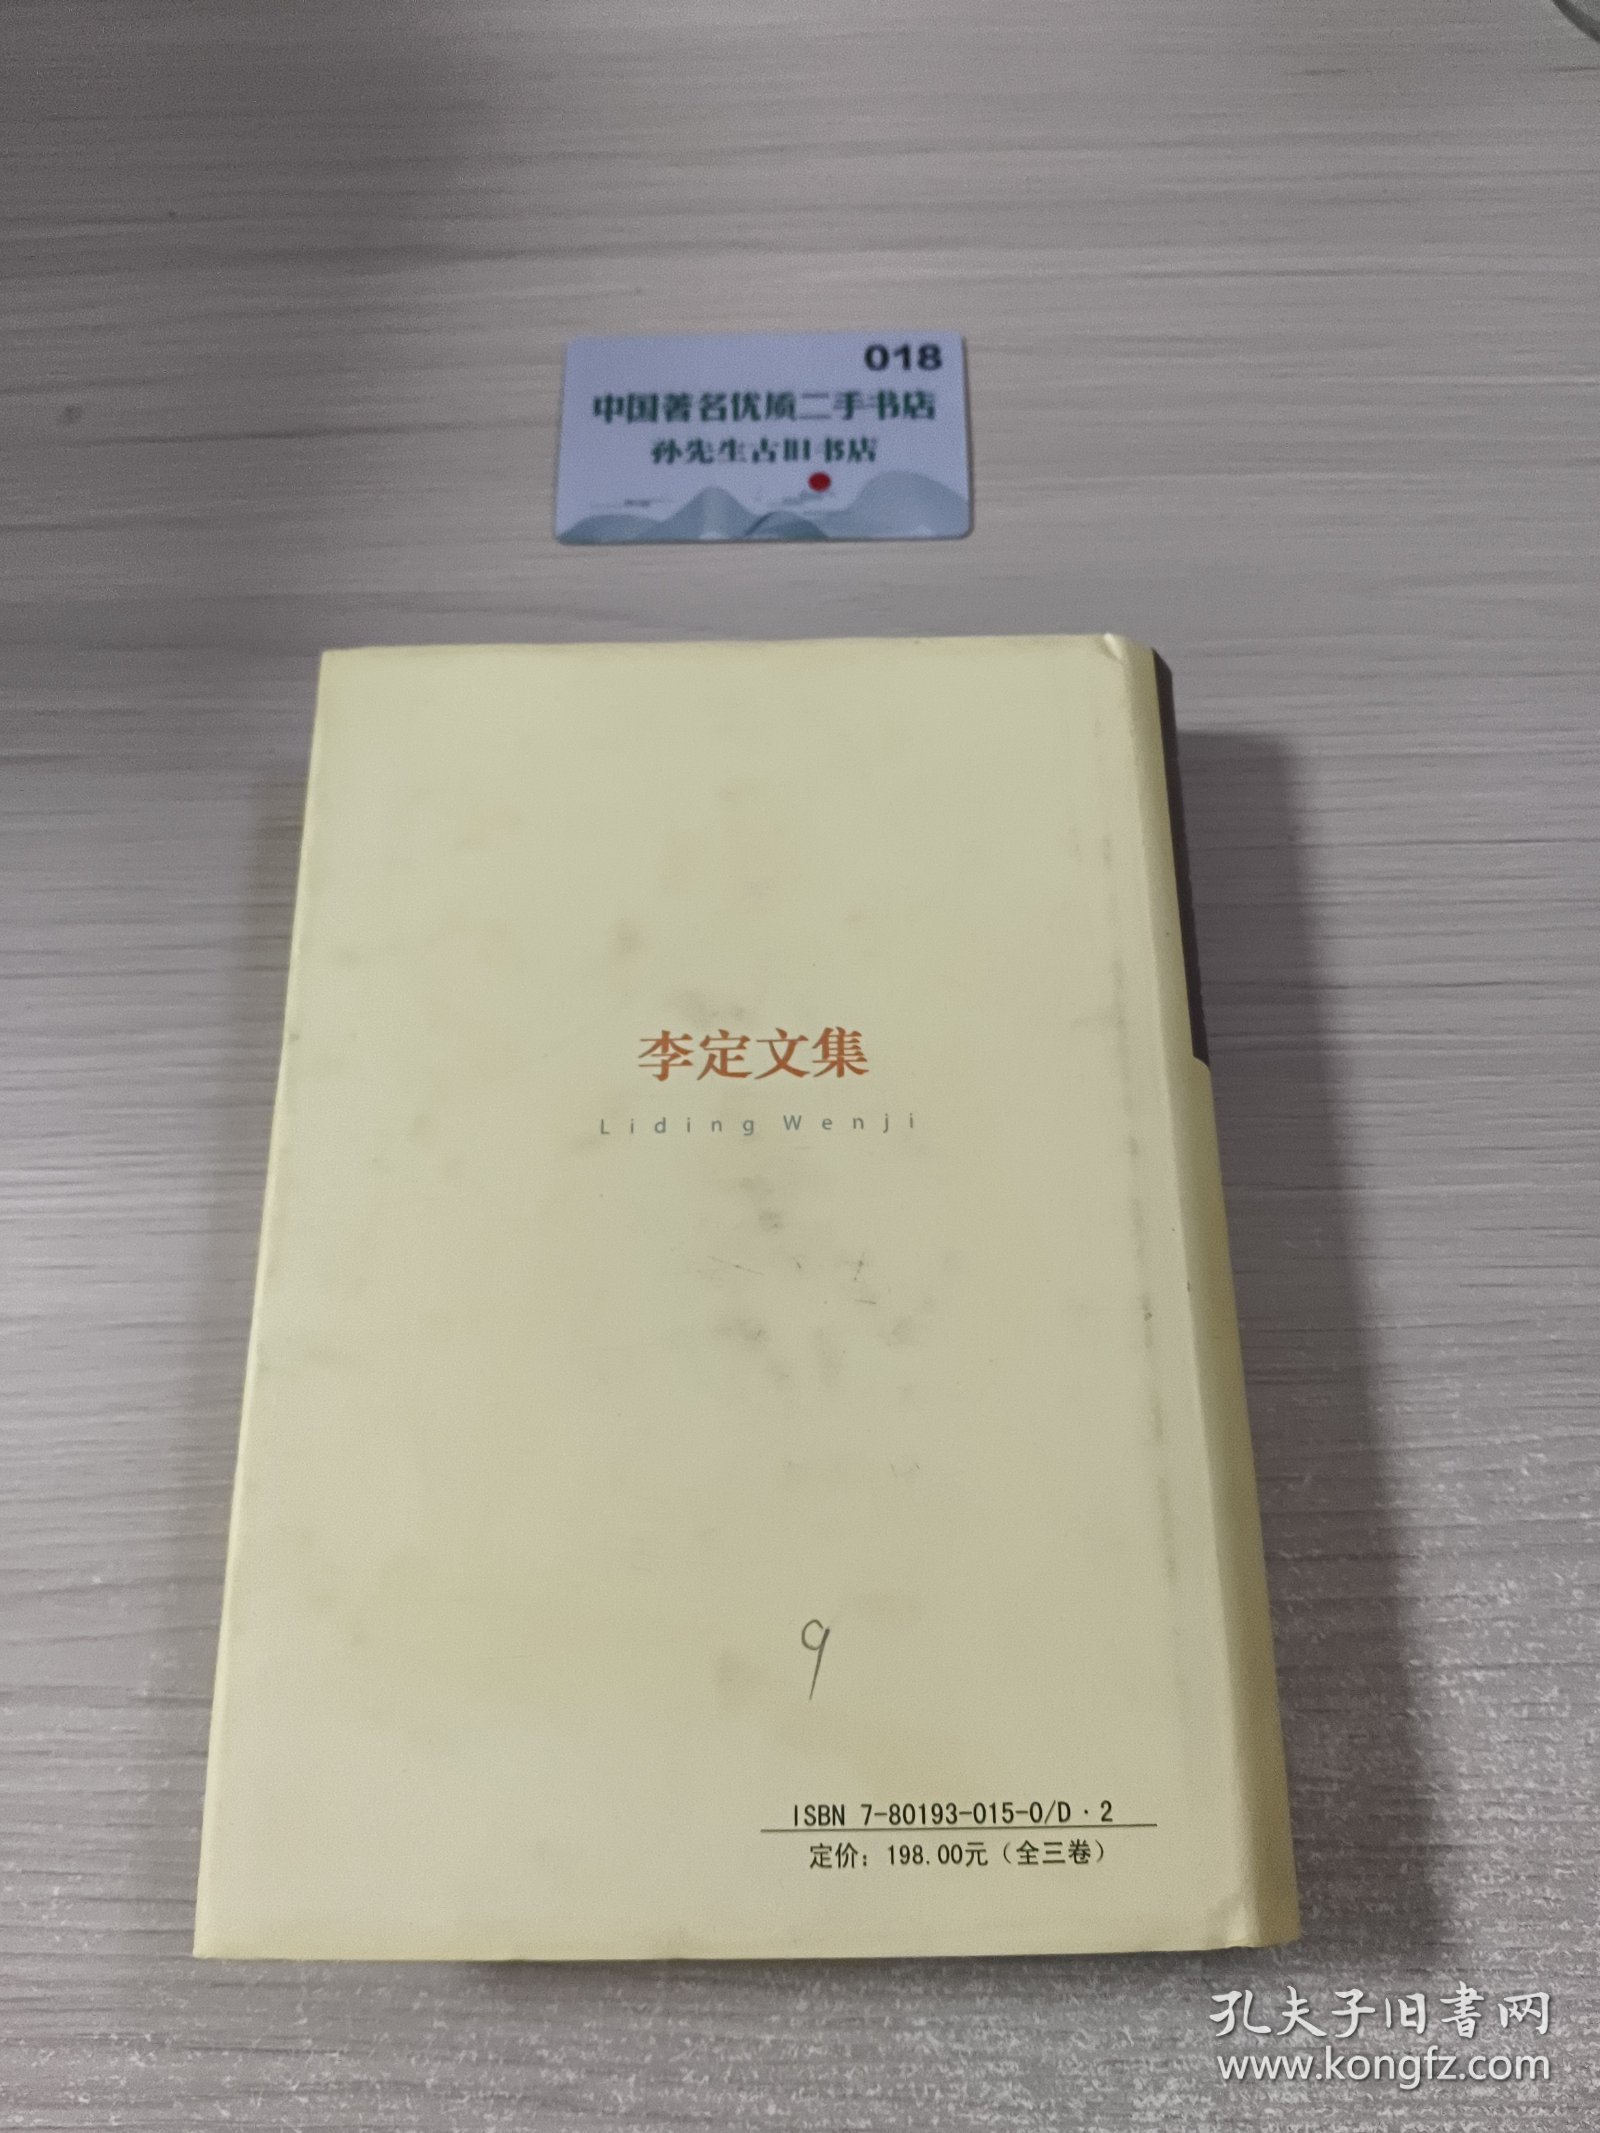 018
中国著名优质二手书店
孙先生古旧书店
李定文集
Liding Wenji
9
ISBN 7-80193-015-0/D·2
定价：198.00元（全三卷）
孔夫子旧书网
www.kongfz.com